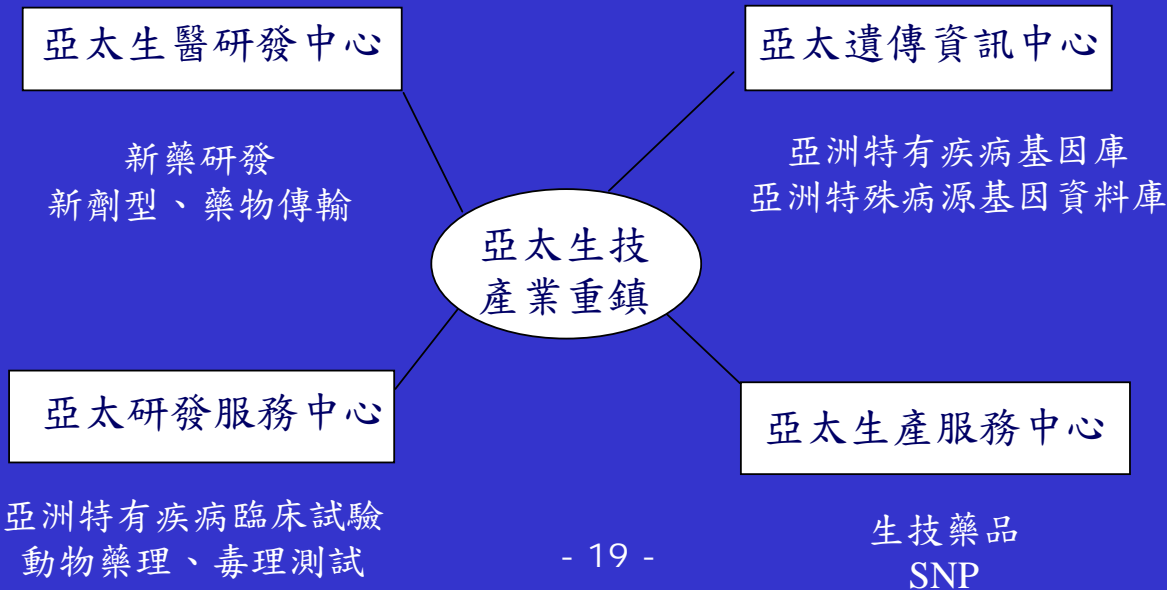 亞太生醫研發中心
新藥研發
新劑型、藥物傳輸
亞太遺傳資訊中心
亞洲特有疾病基因庫
亞洲特殊病源基因資料庫
亞太生技
產業重鎮
亞太研發服務中心
亞洲特有疾病臨床試驗
動物藥理、毒理測試
亞太生產服務中心
生技藥品
SNP
- 19 -